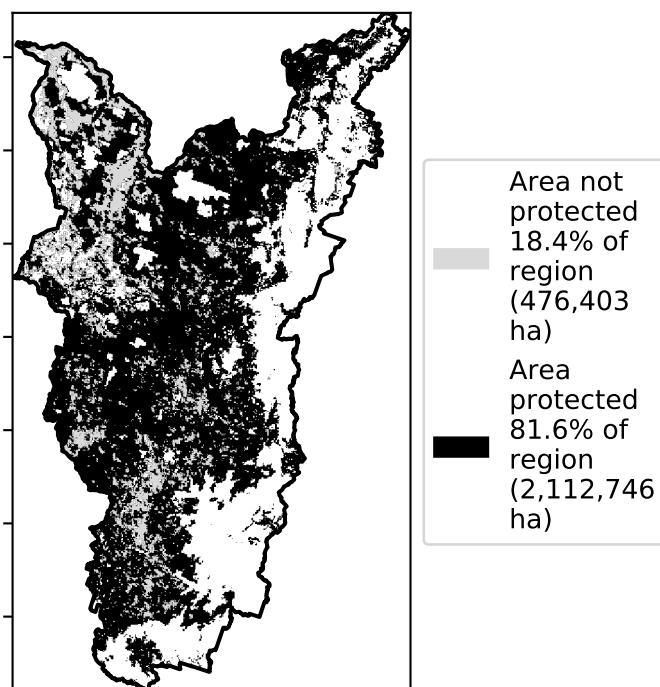 Area not
protected
18.4% of
region
(476,403
ha)
Area
protected
81.6% of
region
(2,112,746
ha)